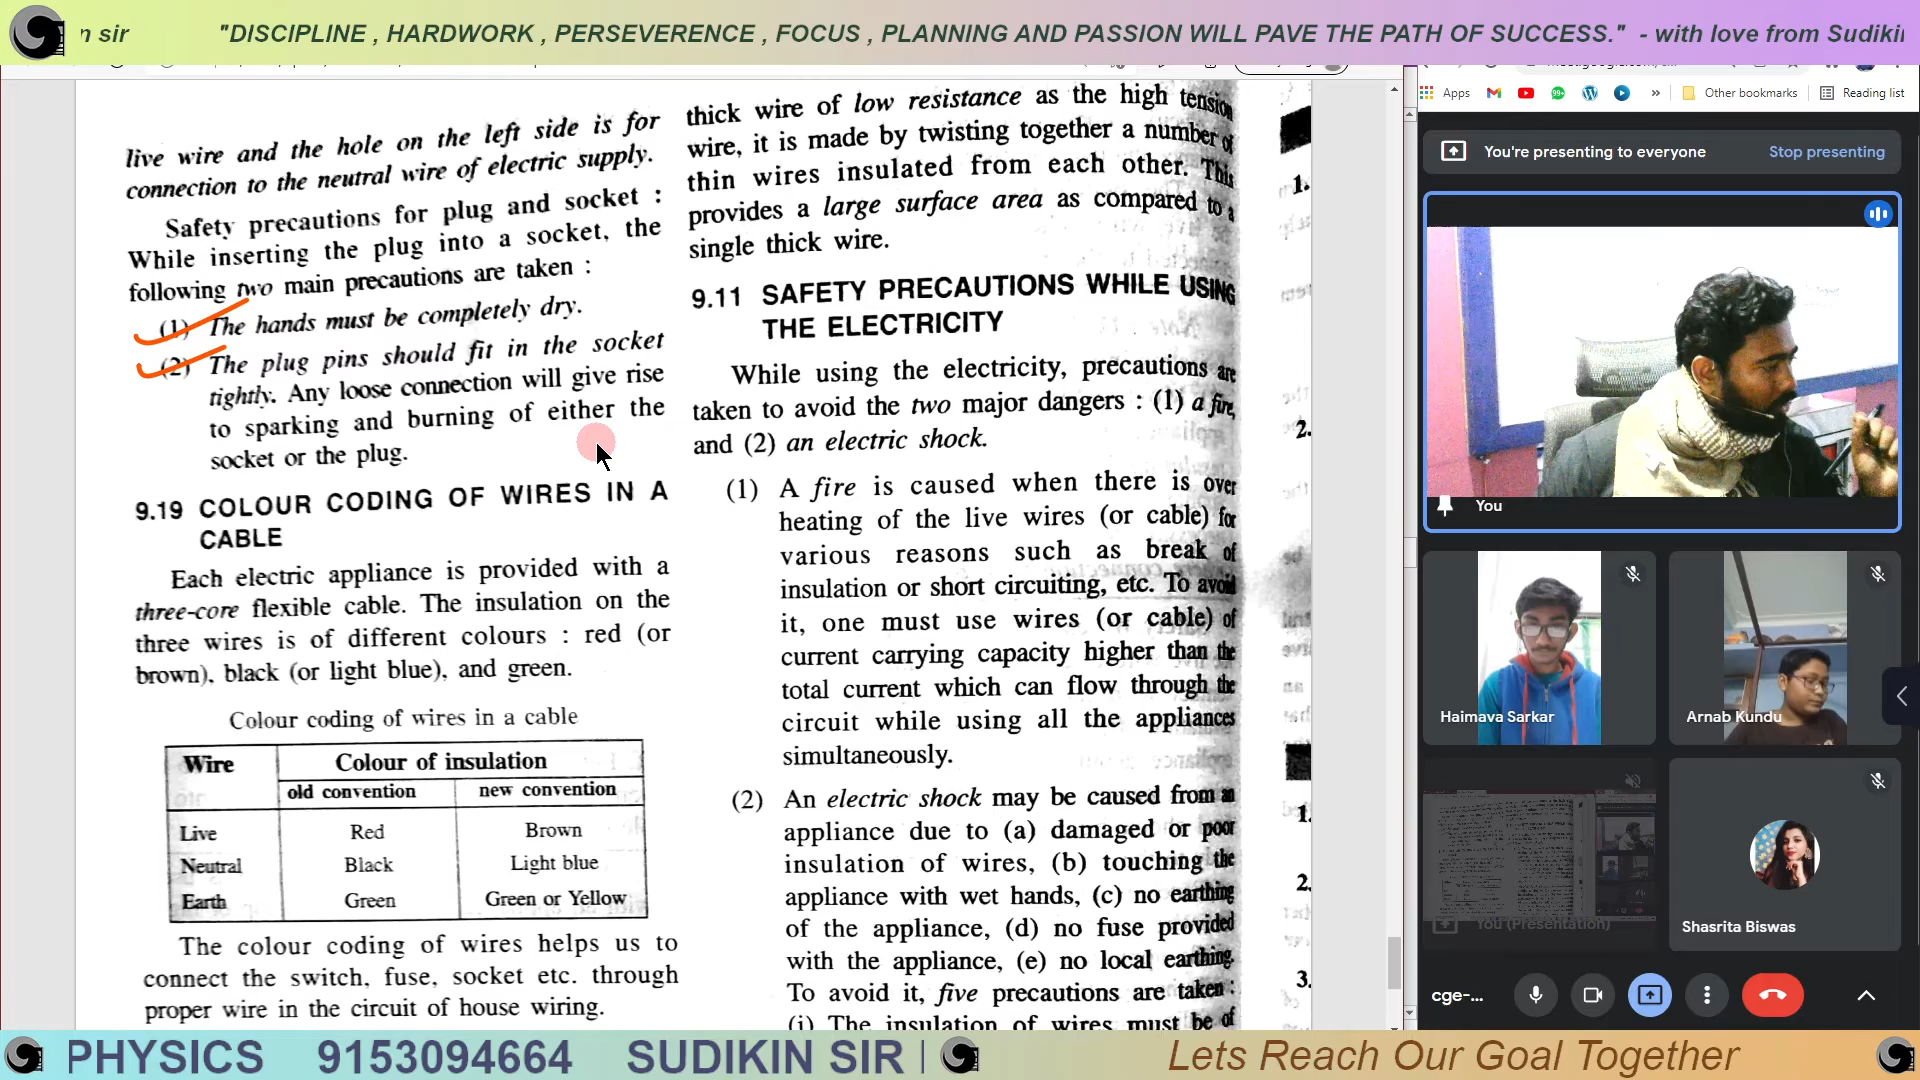 n sir "DISCIPLINE , HARDWORK , PERSEVERENCE , FOCUS , PLANNING AND PASSION WILL PAVE THE PATH OF SUCCESS." - with love from Sudikin
live wire and the hole on the left side is for
connection to the neutral wire of electric supply.
Safety precautions for plug and socket :
While inserting the plug into a socket, the
following two main precautions are taken :
(1) The hands must be completely dry.
(2) The plug pins should fit in the socket
tightly. Any loose connection will give rise
to sparking and burning of either the
socket or the plug.
9.19 COLOUR CODING OF WIRES IN A
CABLE
Each electric appliance is provided with a
three-core flexible cable. The insulation on the
three wires is of different colours : red (or
brown), black (or light blue), and green.
Colour coding of wires in a cable
Wire Colour of insulation
old convention new convention
Live Red Brown
Neutral Black Light blue
Earth Green Green or Yellow
The colour coding of wires helps us to
connect the switch, fuse, socket etc. through
proper wire in the circuit of house wiring.
thick wire of low resistance as the high tension
wire, it is made by twisting together a number of
thin wires insulated from each other. This
provides a large surface area as compared to a
single thick wire.
9.11 SAFETY PRECAUTIONS WHILE USING
THE ELECTRICITY
While using the electricity, precautions are
taken to avoid the two major dangers : (1) a fire,
and (2) an electric shock.
(1) A fire is caused when there is over
heating of the live wires (or cable) for
various reasons such as break of
insulation or short circuiting, etc. To avoid
it, one must use wires (or cable) of
current carrying capacity higher than the
total current which can flow through the
circuit while using all the appliances
simultaneously.
(2) An electric shock may be caused from an
appliance due to (a) damaged or poor
insulation of wires, (b) touching the
appliance with wet hands, (c) no earthing
of the appliance, (d) no fuse provided
with the appliance, (e) no local earthing.
To avoid it, five precautions are taken :
(i) The insulation of wires must be of
1.
2.
1.
2.
3.
Apps Other bookmarks Reading list
You're presenting to everyone Stop presenting
You
Haimava Sarkar Arnab Kundu
You (Presentation) Shasrita Biswas
cge-...
PHYSICS 9153094664 SUDIKIN SIR | Lets Reach Our Goal Together